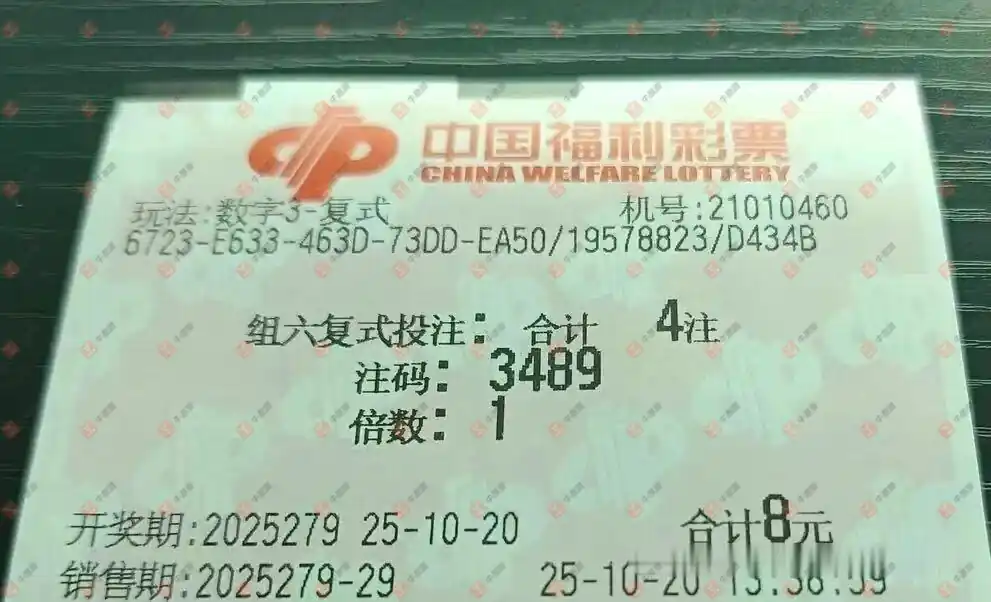 中国福利彩票
CHINA WELFARE LOTTERY
玩法:数字3-复式 机号:21010460
6723-E633-463D-73DD-EA50/19578823/D434B
组六复式投注: 合计 4注
注码: 3489
倍数: 1
开奖期:2025279 25-10-20 合计8元
销售期:2025279-29 25-10-20